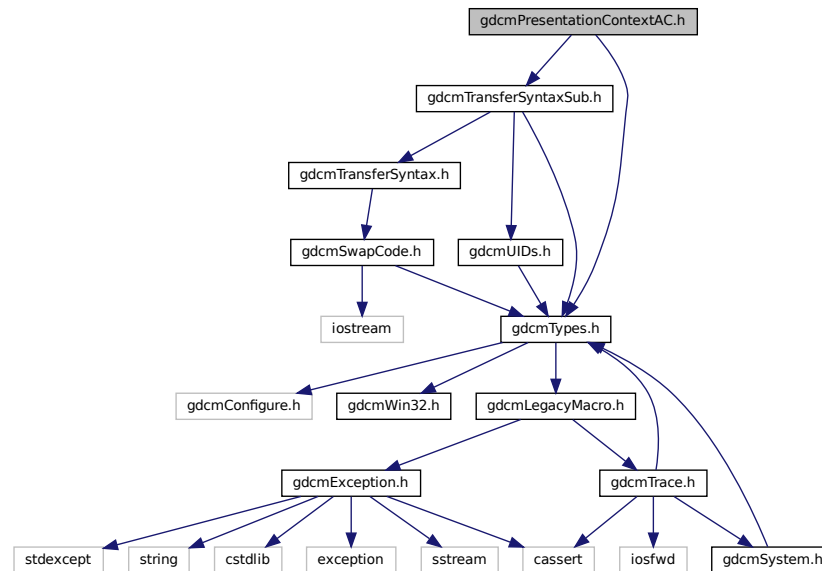 gdcmPresentationContextAC.h
gdcmTransferSyntaxSub.h
gdcmTransferSyntax.h
gdcmSwapCode.h
gdcmUIDs.h
iostream
gdcmTypes.h
gdcmConfigure.h
gdcmWin32.h
gdcmLegacyMacro.h
gdcmException.h
gdcmTrace.h
stdexcept
string
cstdlib
exception
sstream
cassert
iosfwd
gdcmSystem.h